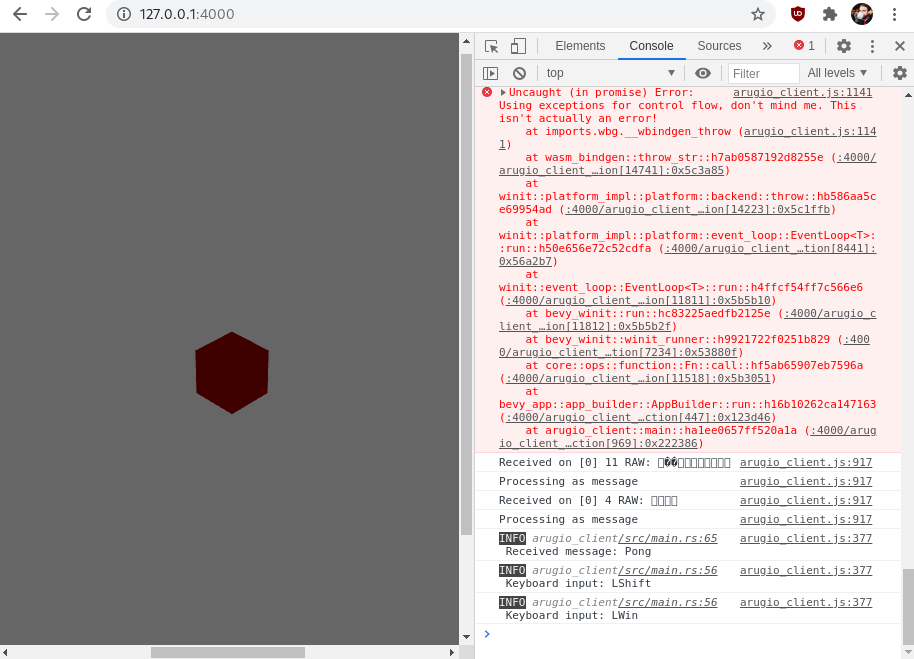 127.0.0.1:4000
Elements Console Sources » 1
top Filter All levels
Uncaught (in promise) Error: arugio_client.js:1141
Using exceptions for control flow, don't mind me. This
isn't actually an error!
at imports.wbg.__wbindgen_throw (arugio_client.js:114
1)
at wasm_bindgen::throw_str::h7ab0587192d8255e (:4000/
arugio_client_…ion[14741]:0x5c3a85)
at
winit::platform_impl::platform::backend::throw::hb586aa5c
e69954ad (:4000/arugio_client_…ion[14223]:0x5c1ffb)
at
winit::platform_impl::platform::event_loop::EventLoop<T>:
:run::h50e656e72c52cdfa (:4000/arugio_client_…tion[8441]:
0x56a2b7)
at
winit::event_loop::EventLoop<T>::run::h4ffcf54ff7c566e6
(:4000/arugio_client_…ion[11811]:0x5b5b10)
at bevy_winit::run::hc83225aedfb2125e (:4000/arugio_c
lient_…ion[11812]:0x5b5b2f)
at bevy_winit::winit_runner::h9921722f0251b829 (:400
0/arugio_client_…tion[7234]:0x53880f)
at core::ops::function::Fn::call::hf5ab65907eb7596a
(:4000/arugio_client_…ion[11518]:0x5b3051)
at
bevy_app::app_builder::AppBuilder::run::h16b10262ca147163
(:4000/arugio_client_…ction[447]:0x123d46)
at arugio_client::main::ha1ee0657ff520a1a (:4000/arug
io_client_…ction[969]:0x222386)
Received on [0] 11 RAW: arugio_client.js:917
Processing as message arugio_client.js:917
Received on [0] 4 RAW: arugio_client.js:917
Processing as message arugio_client.js:917
INFO arugio_client/src/main.rs:65 arugio_client.js:377
Received message: Pong
INFO arugio_client/src/main.rs:56 arugio_client.js:377
Keyboard input: LShift
INFO arugio_client/src/main.rs:56 arugio_client.js:377
Keyboard input: LWin